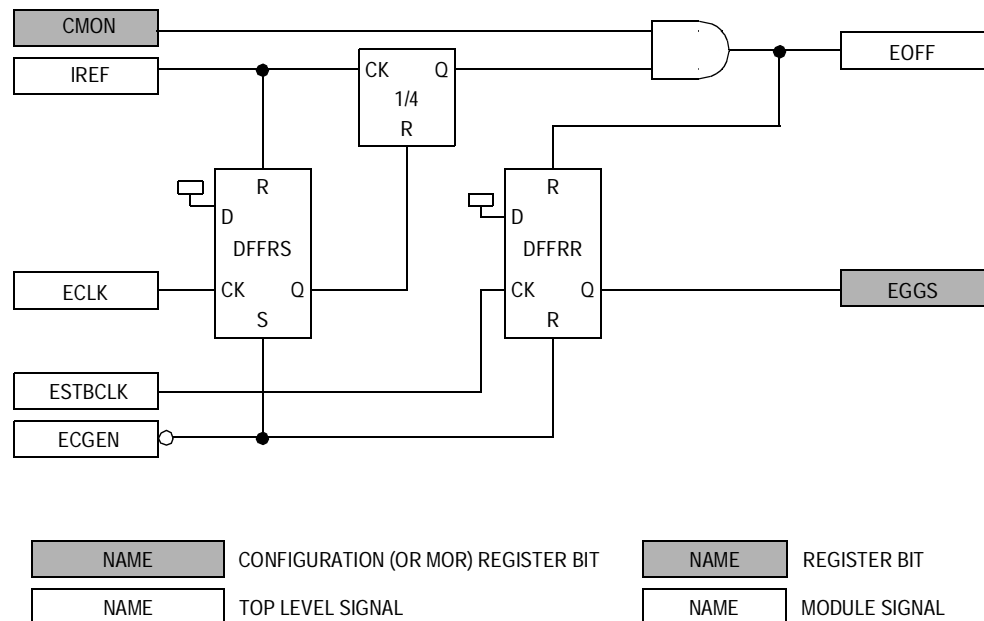 CMON
IREF
CK Q
1/4
R
EOFF
R
D
DFFRS
CK Q
S
R
D
DFFRR
CK Q
R
ECLK
EGGS
ESTBCLK
ECGEN
NAME CONFIGURATION (OR MOR) REGISTER BIT
NAME REGISTER BIT
NAME TOP LEVEL SIGNAL
NAME MODULE SIGNAL